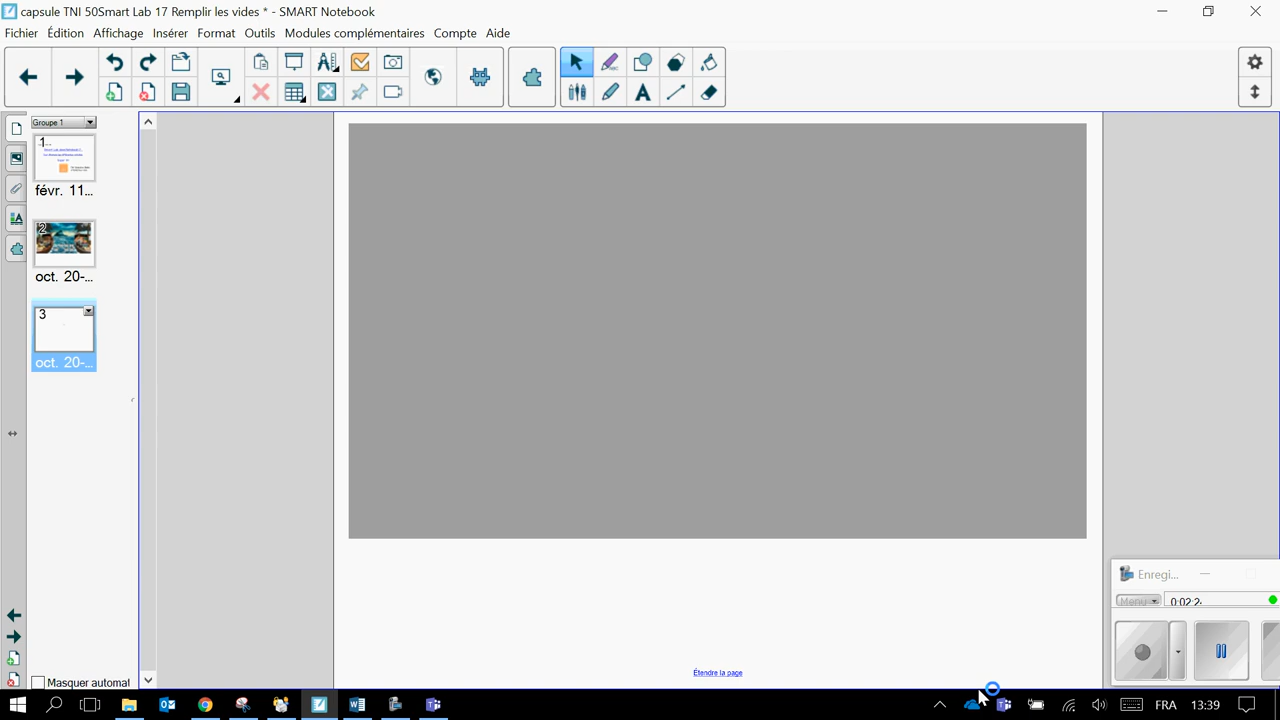 capsule TNI 50Smart Lab 17 Remplir les vides * - SMART Notebook
Fichier Édition Affichage Insérer Format Outils Modules complémentaires Compte Aide
Groupe 1
1
févr. 11...
2
oct. 20-...
3
oct. 20-...
Enregi...
Menu
0:02:2
Étendre la page
Masquer automat
FRA 13:39